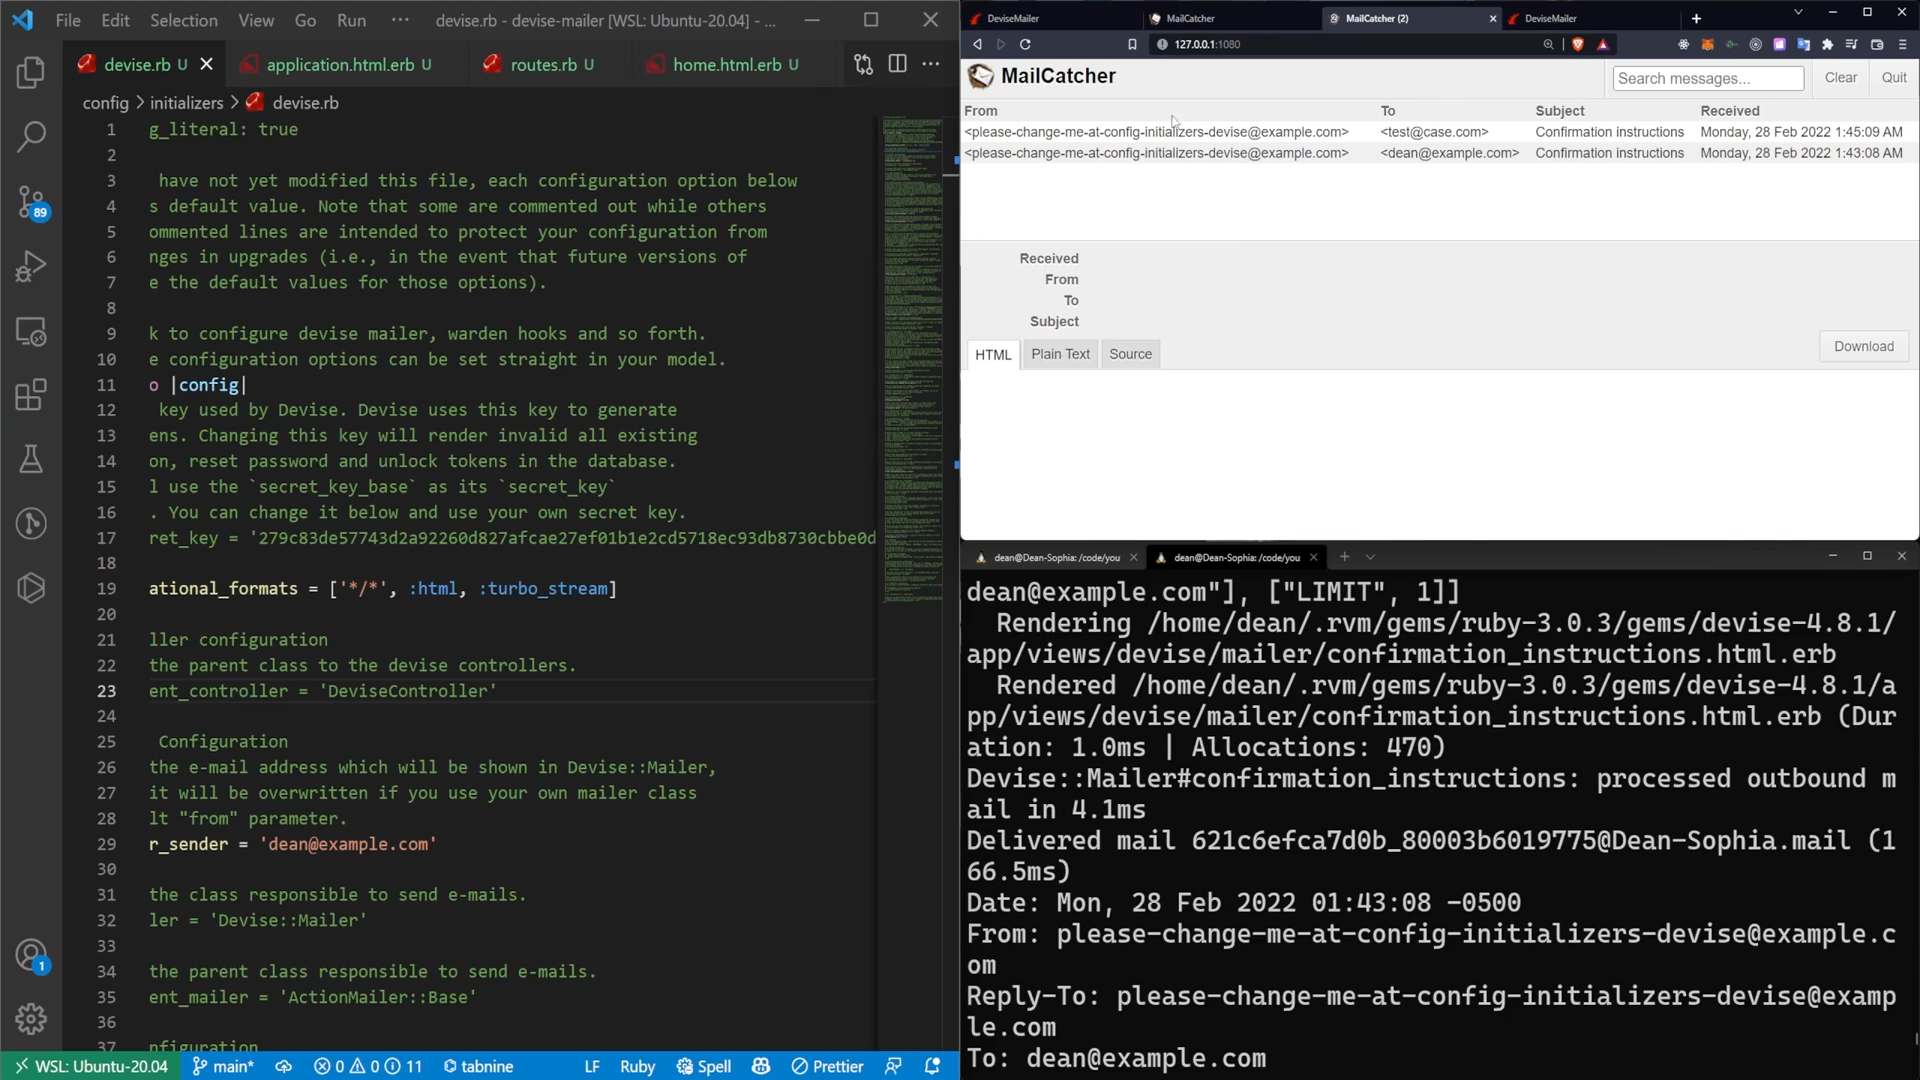 File Edit Selection View Go Run ··· devise.rb - devise-mailer [WSL: Ubuntu-20.04] - ...
devise.rb U application.html.erb U routes.rb U home.html.erb U ···
config > initializers > devise.rb
1 g_literal: true
2
3 have not yet modified this file, each configuration option below
4 s default value. Note that some are commented out while others
5 ommented lines are intended to protect your configuration from
6 nges in upgrades (i.e., in the event that future versions of
7 e the default values for those options).
8
9 k to configure devise mailer, warden hooks and so forth.
10 e configuration options can be set straight in your model.
11 o |config|
12 key used by Devise. Devise uses this key to generate
13 ens. Changing this key will render invalid all existing
14 on, reset password and unlock tokens in the database.
15 l use the `secret_key_base` as its `secret_key`
16 . You can change it below and use your own secret key.
17 ret_key = '279c83de57743d2a92260d827afcae27ef01b1e2cd5718ec93db8730cbbe0d
18
19 ational_formats = ['*/*', :html, :turbo_stream]
20
21 ller configuration
22 the parent class to the devise controllers.
23 ent_controller = 'DeviseController'
24
25 Configuration
26 the e-mail address which will be shown in Devise::Mailer,
27 it will be overwritten if you use your own mailer class
28 lt "from" parameter.
29 r_sender = 'dean@example.com'
30
31 the class responsible to send e-mails.
32 ler = 'Devise::Mailer'
33
34 the parent class responsible to send e-mails.
35 ent_mailer = 'ActionMailer::Base'
36
37 nfiguration
89
1
WSL: Ubuntu-20.04 main* 0 0 11 tabnine LF Ruby Spell Prettier
DeviseMailer MailCatcher MailCatcher (2) DeviseMailer
127.0.0.1:1080
MailCatcher Search messages... Clear Quit
From To Subject Received
<please-change-me-at-config-initializers-devise@example.com> <test@case.com> Confirmation instructions Monday, 28 Feb 2022 1:45:09 AM
<please-change-me-at-config-initializers-devise@example.com> <dean@example.com> Confirmation instructions Monday, 28 Feb 2022 1:43:08 AM
Received
From
To
Subject
HTML Plain Text Source Download
dean@Dean-Sophia: /code/you dean@Dean-Sophia: /code/you
dean@example.com"], ["LIMIT", 1]]
Rendering /home/dean/.rvm/gems/ruby-3.0.3/gems/devise-4.8.1/
app/views/devise/mailer/confirmation_instructions.html.erb
Rendered /home/dean/.rvm/gems/ruby-3.0.3/gems/devise-4.8.1/a
pp/views/devise/mailer/confirmation_instructions.html.erb (Dur
ation: 1.0ms | Allocations: 470)
Devise::Mailer#confirmation_instructions: processed outbound m
ail in 4.1ms
Delivered mail 621c6efca7d0b_80003b6019775@Dean-Sophia.mail (1
66.5ms)
Date: Mon, 28 Feb 2022 01:43:08 -0500
From: please-change-me-at-config-initializers-devise@example.c
om
Reply-To: please-change-me-at-config-initializers-devise@examp
le.com
To: dean@example.com